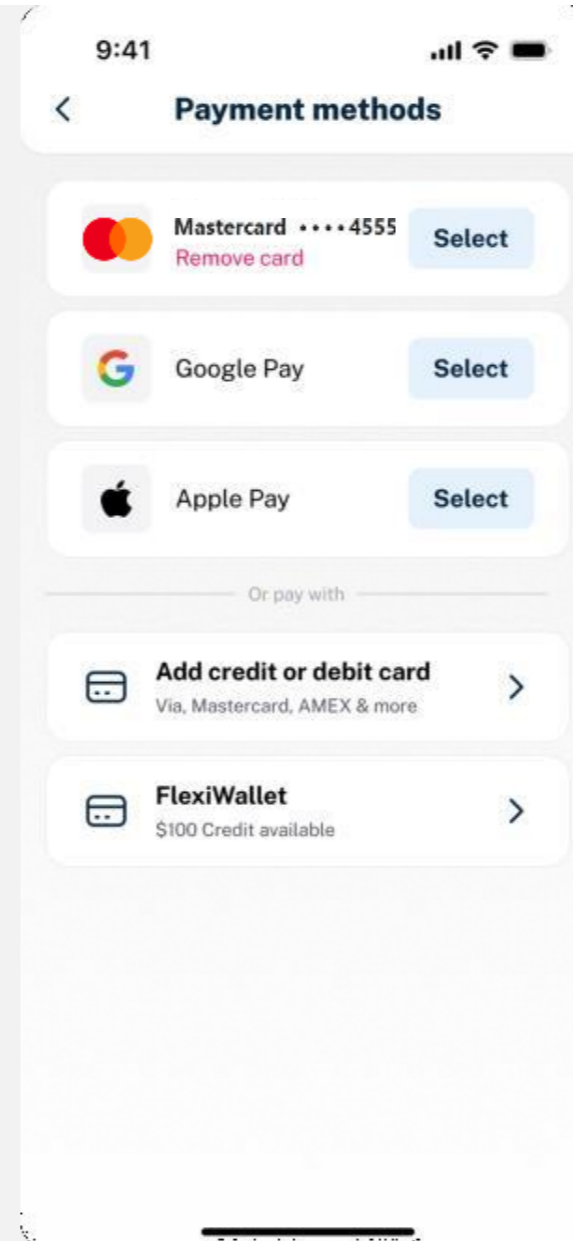 9:41
Payment methods
Mastercard ····4555
Select
Remove card
Google Pay
Select
Apple Pay
Select
Or pay with
Add credit or debit card
Via, Mastercard, AMEX & more
FlexiWallet
$100 Credit available